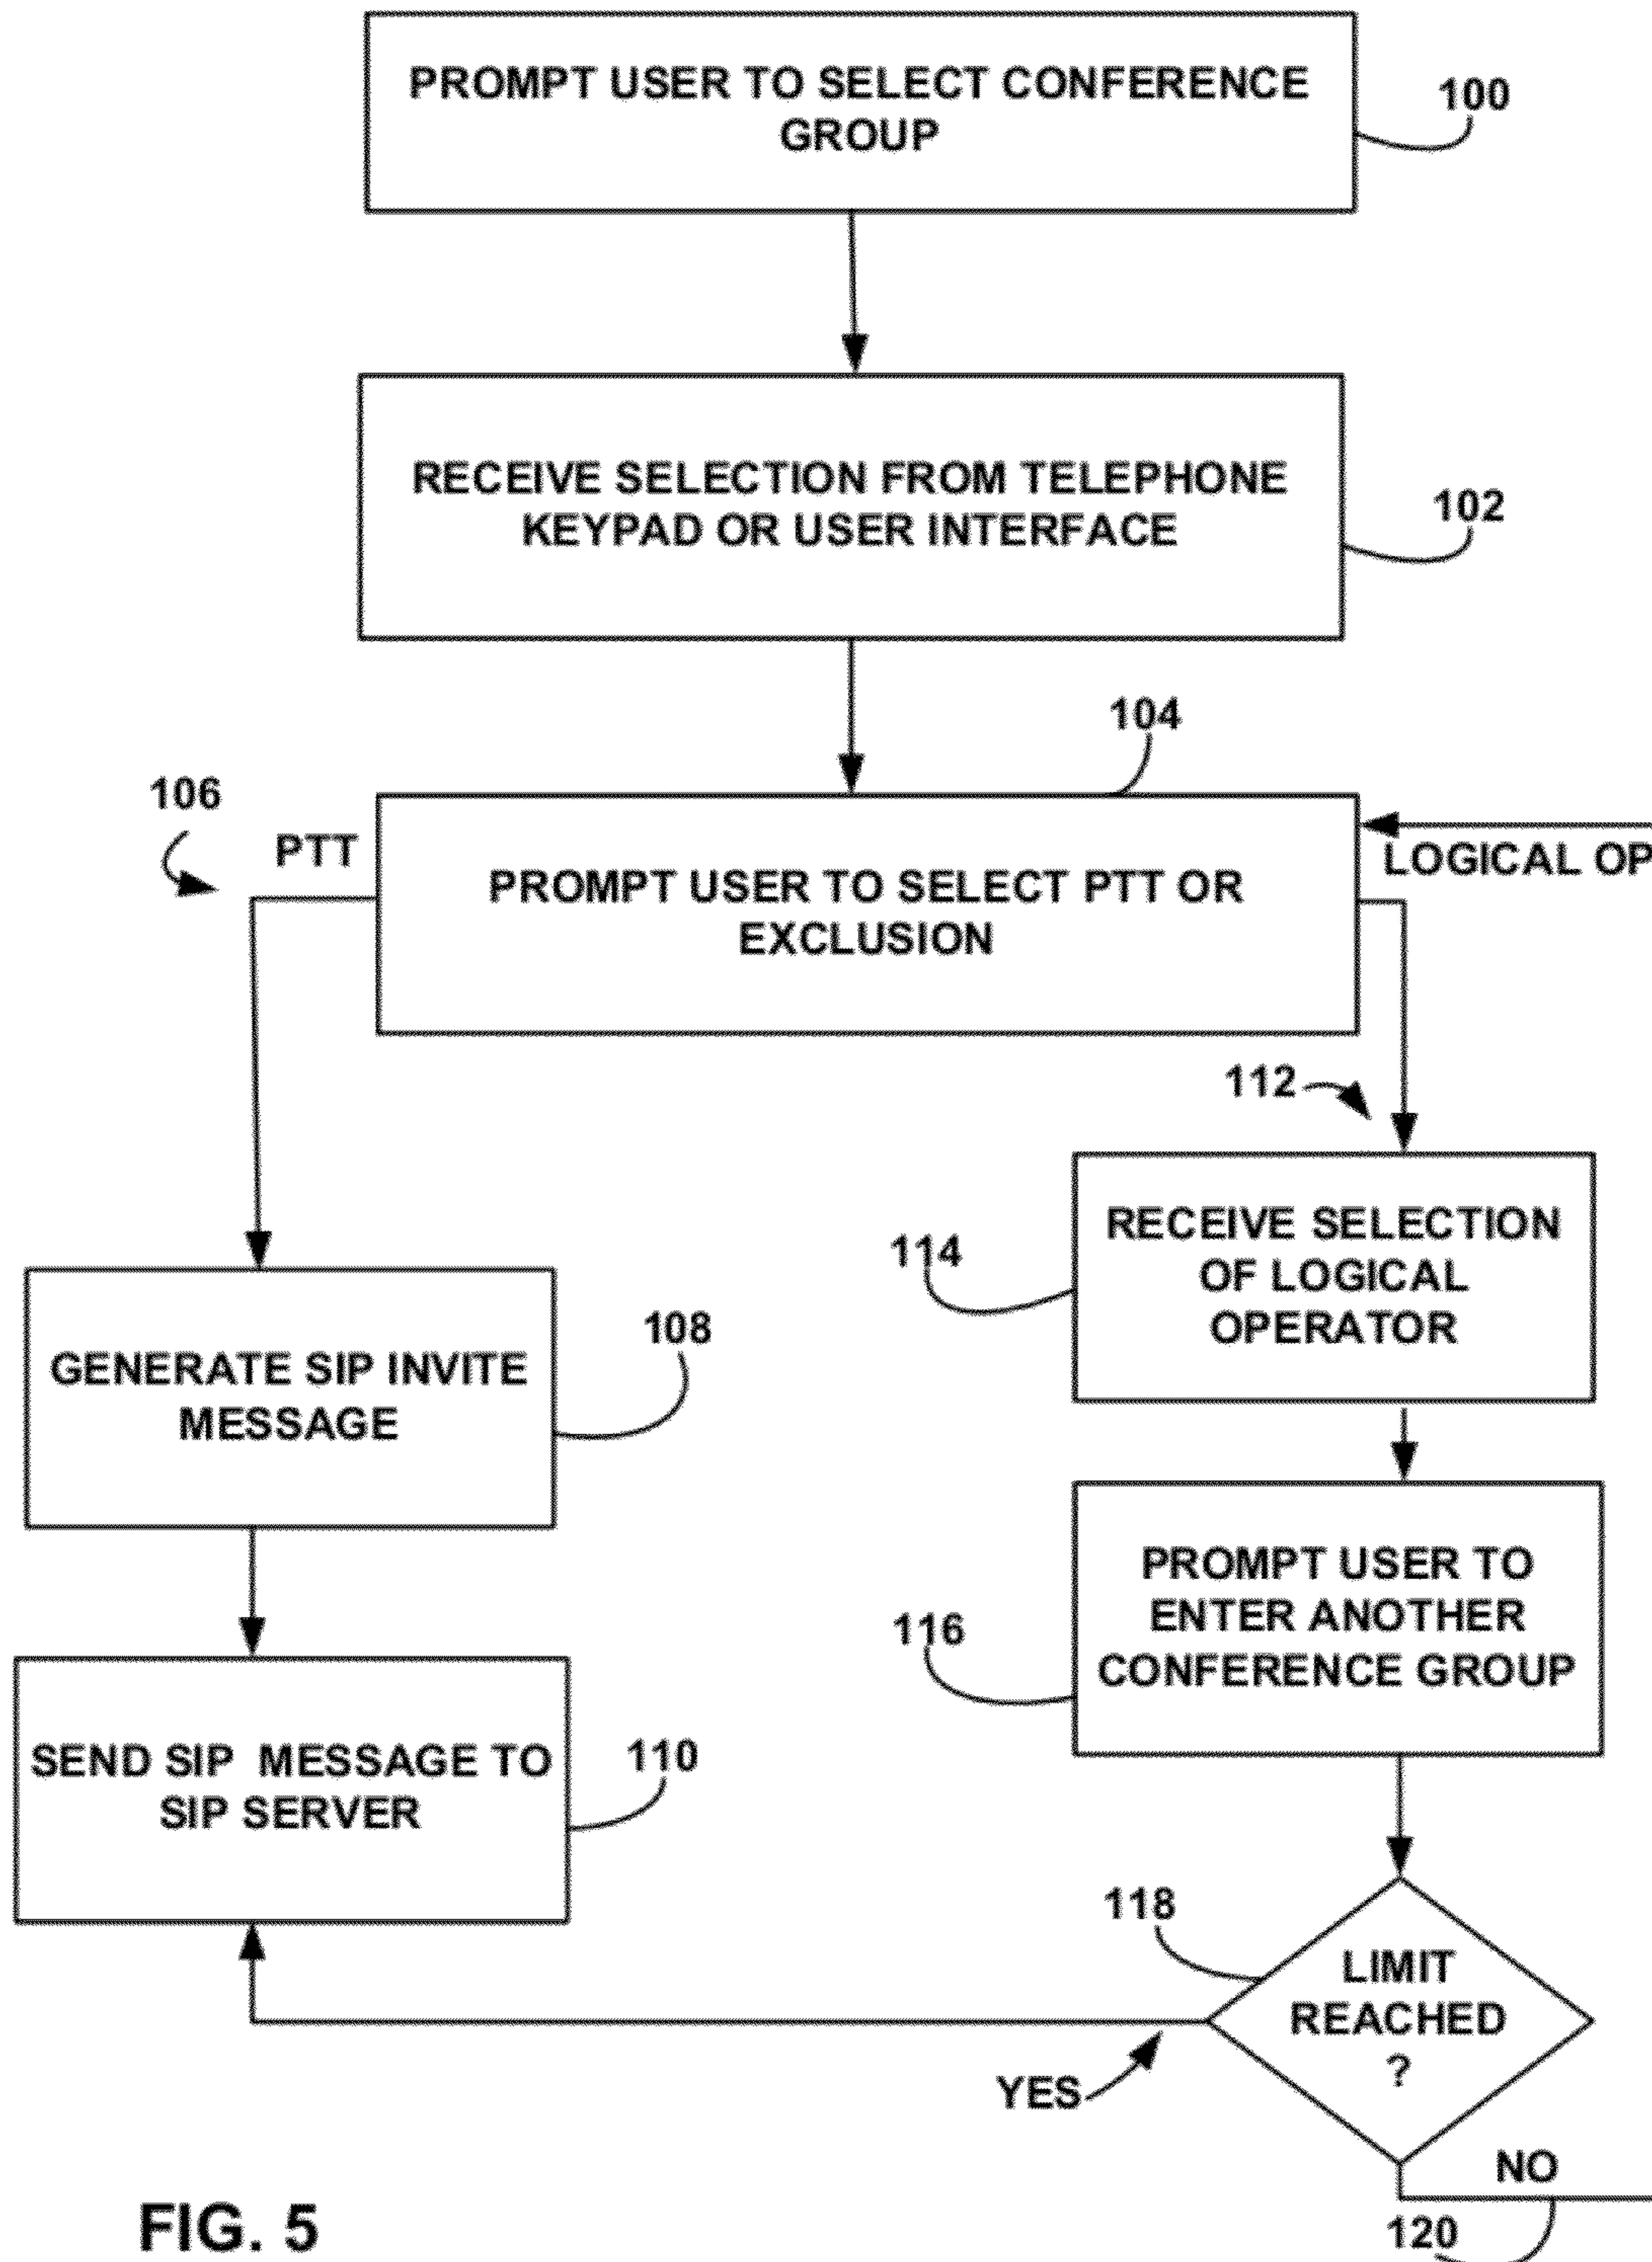 PROMPT USER TO SELECT CONFERENCE
GROUP
100
RECEIVE SELECTION FROM TELEPHONE
KEYPAD OR USER INTERFACE
102
104
106
PTT
PROMPT USER TO SELECT PTT OR
EXCLUSION
LOGICAL OP
112
RECEIVE SELECTION
OF LOGICAL
OPERATOR
114
GENERATE SIP INVITE
MESSAGE
108
PROMPT USER TO
ENTER ANOTHER
CONFERENCE GROUP
116
SEND SIP MESSAGE TO
SIP SERVER
110
118
LIMIT
REACHED
?
YES
NO
120
FIG. 5